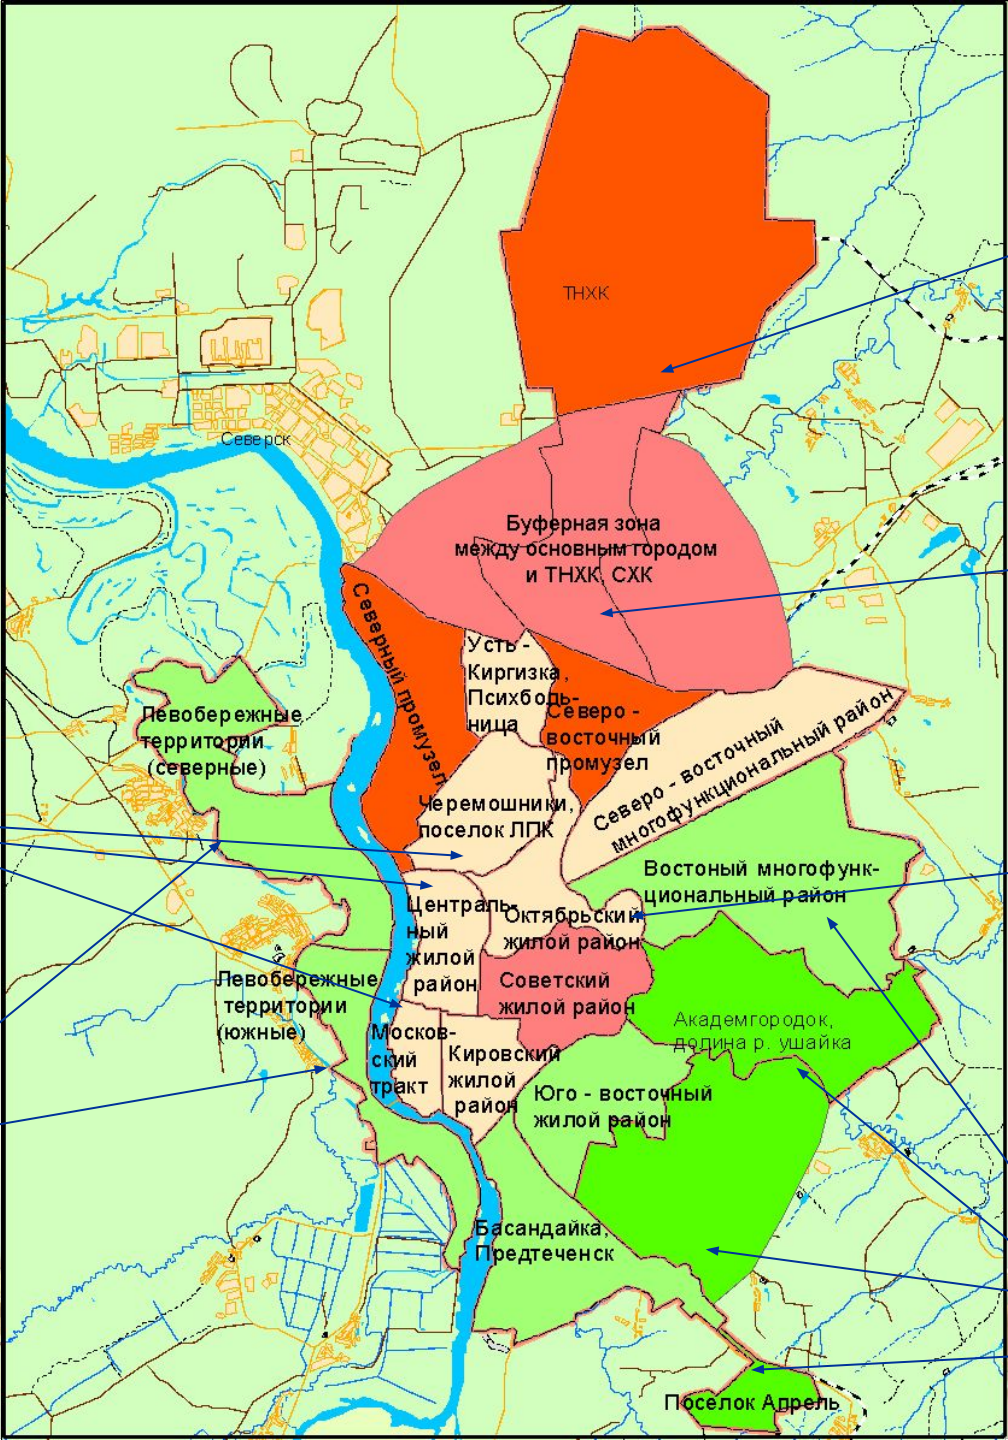 ТНХК
Северск
Буферная зона
между основным городом
и ТНХК, СХК
Северный промузел
Усть -
Киргизка,
Психболь-
ница
Северо -
восточный
промузел
Северо - восточный
многофункциональный район
Левобережные
территории
(северные)
Черемошники,
поселок ЛПК
Востоный многофунк-
циональный район
Централь-
ный
жилой
район
Октябрьский
жилой район
Левобережные
территории
(южные)
Советский
жилой район
Академгородок,
долина р. ушайка
Москов-
ский
тракт
Кировский
жилой
район
Юго - восточный
жилой район
Басандайка,
Предтеченск
Поселок Апрель